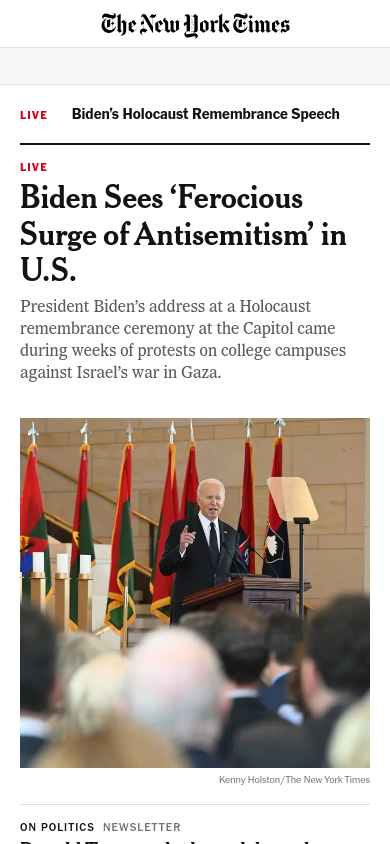 The New York Times
LIVE Biden’s Holocaust Remembrance Speech
LIVE
Biden Sees ‘Ferocious
Surge of Antisemitism’ in
U.S.
President Biden’s address at a Holocaust
remembrance ceremony at the Capitol came
during weeks of protests on college campuses
against Israel’s war in Gaza.
Kenny Holston/The New York Times
ON POLITICS NEWSLETTER